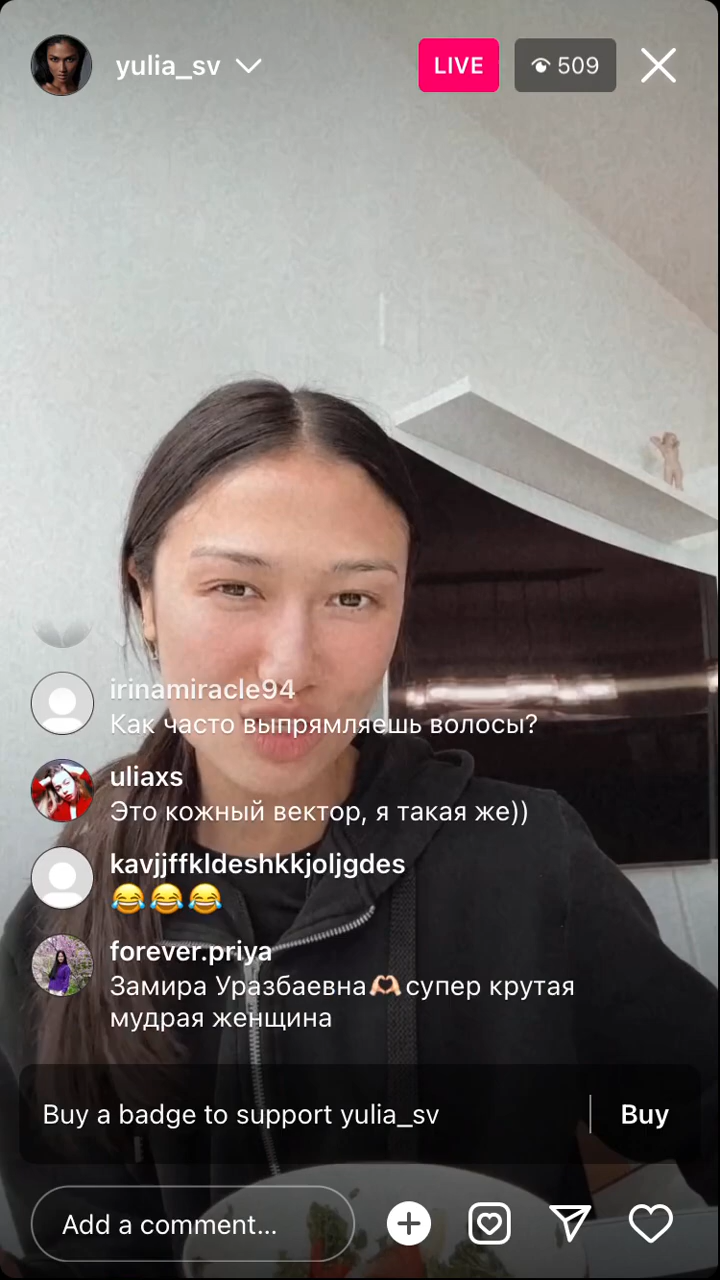 yulia_sv
LIVE
509
irinamiracle94
Как часто выпрямляешь волосы?
uliaxs
Это кожный вектор, я такая же))
kavjjffkldeshkkjoljgdes
😂😂😂
forever.priya
Замира Уразбаевна🫶🏻супер крутая
мудрая женщина
Buy a badge to support yulia_sv
Buy
Add a comment...